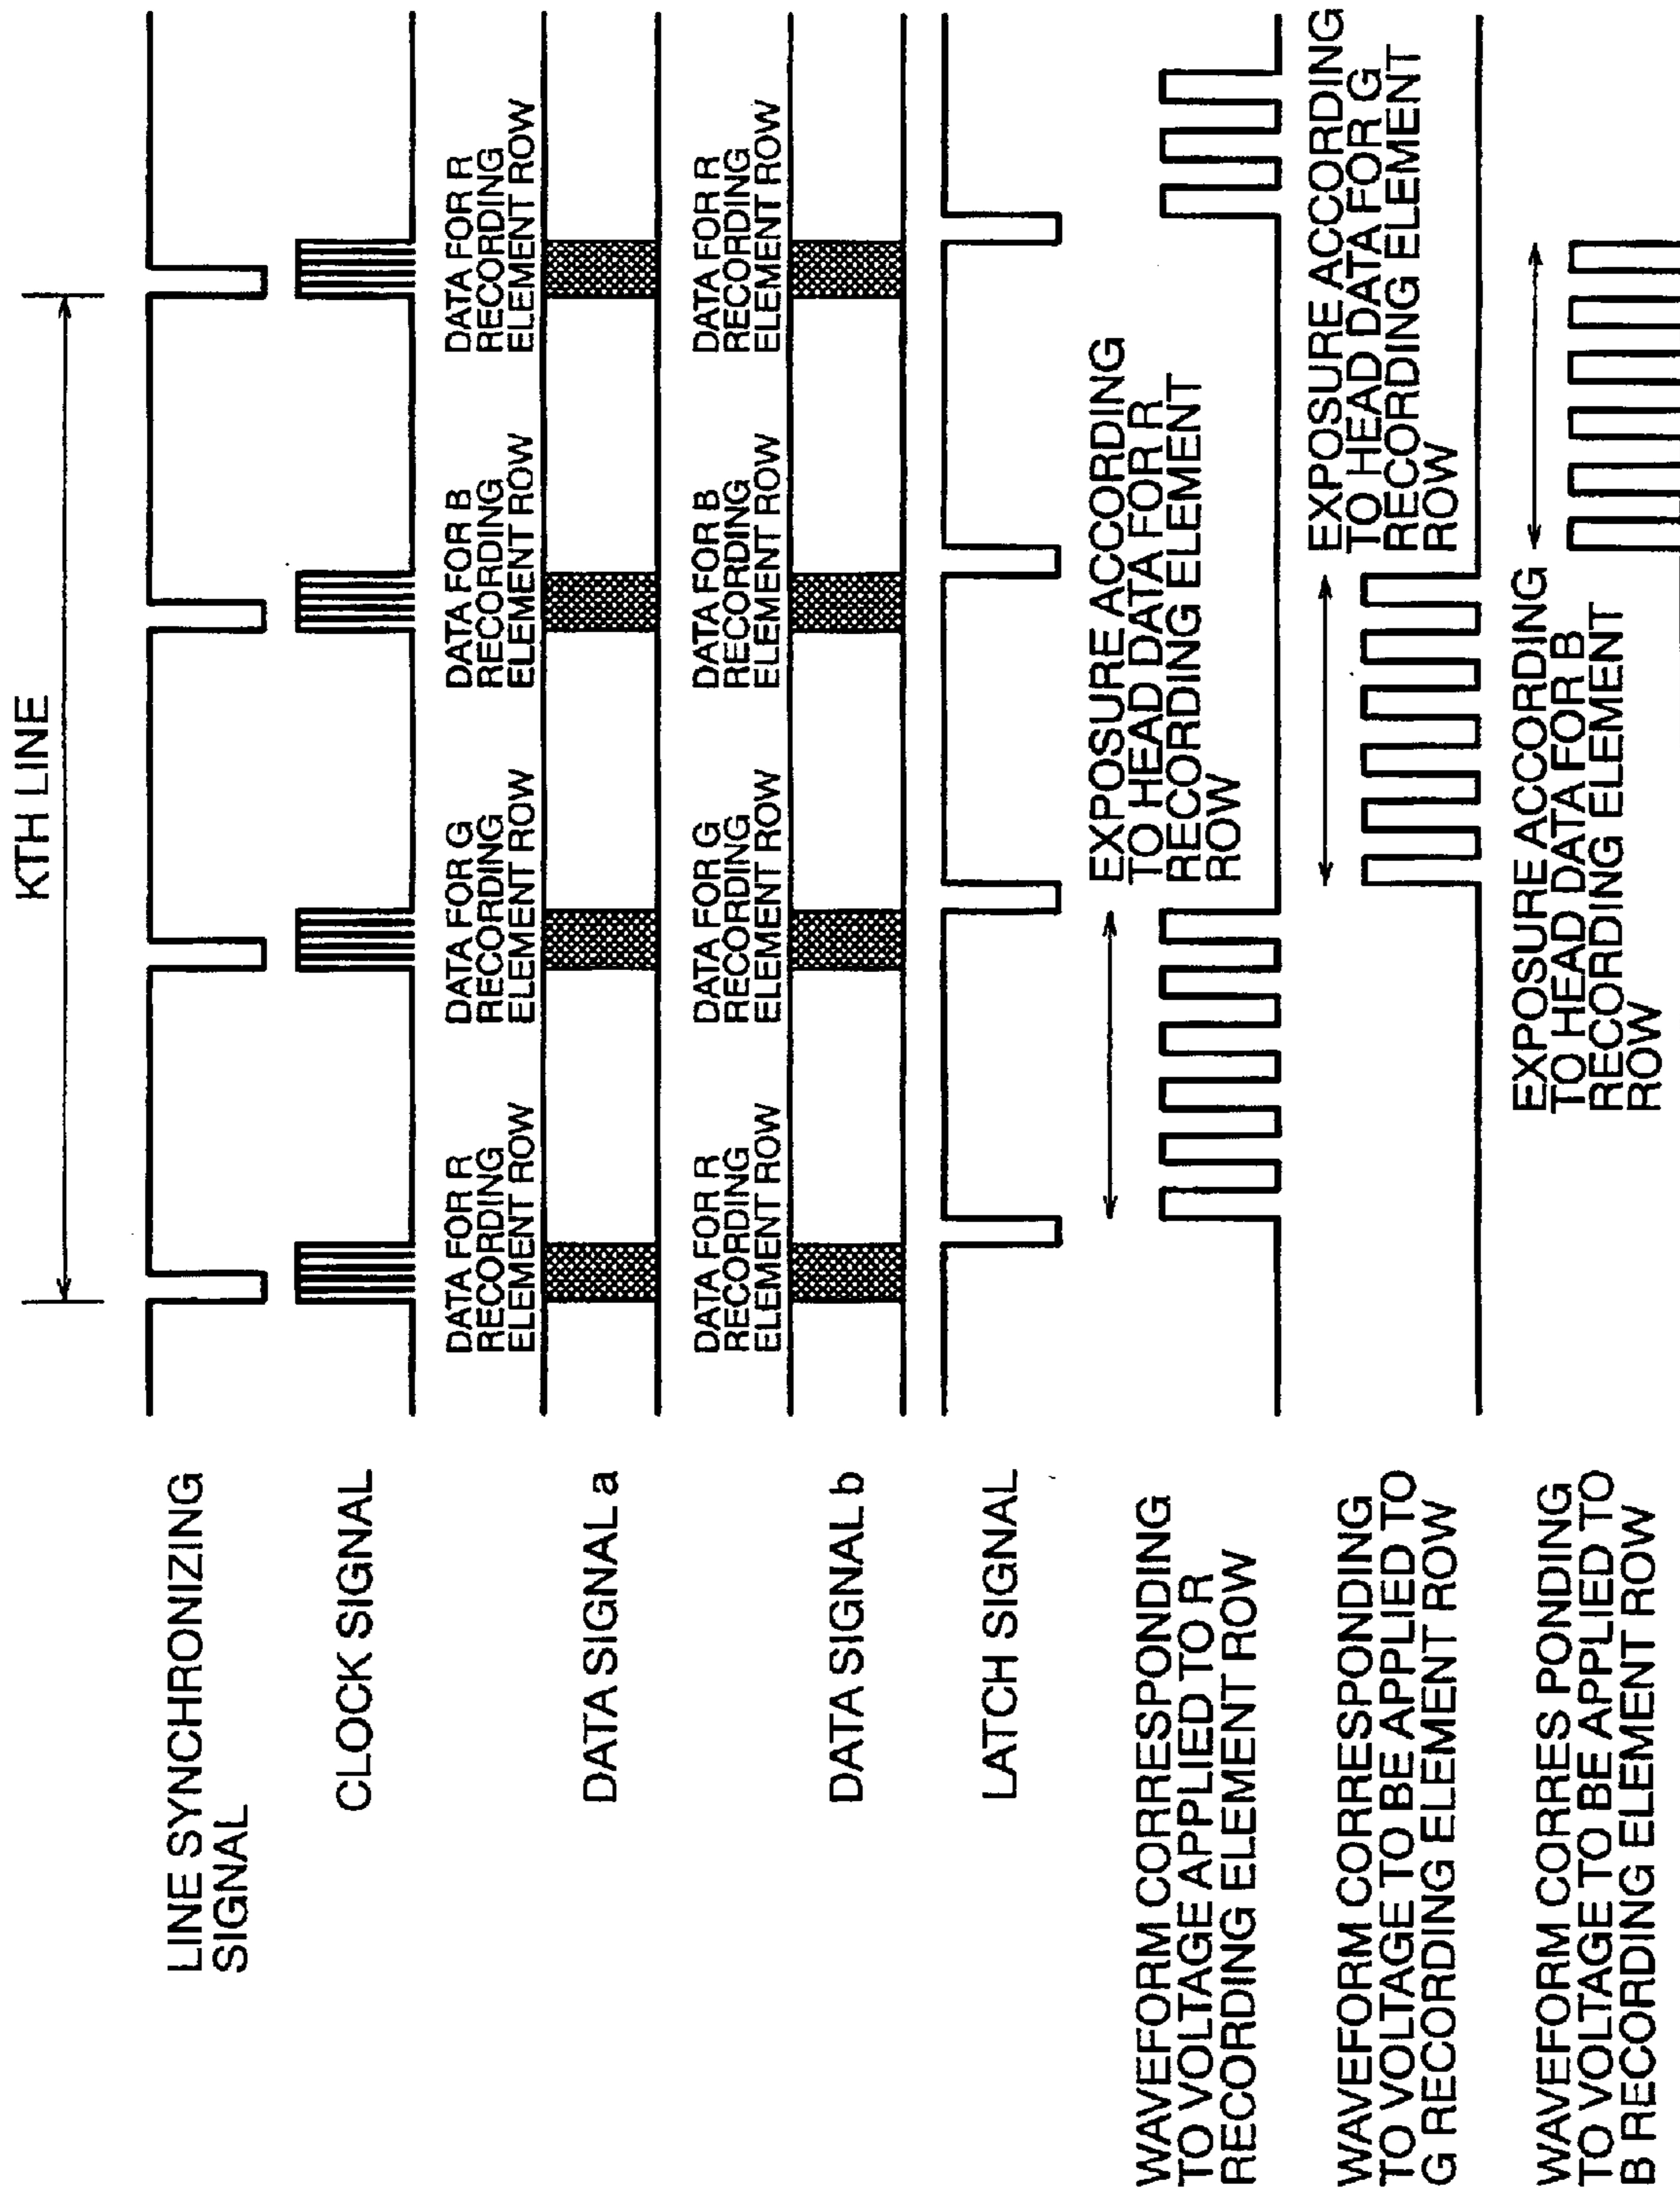 KTH LINE
LINE SYNCHRONIZING
SIGNAL
CLOCK SIGNAL
DATA FOR R
RECORDING
ELEMENT ROW
DATA FOR G
RECORDING
ELEMENT ROW
DATA FOR B
RECORDING
ELEMENT ROW
DATA FOR R
RECORDING
ELEMENT ROW
DATA SIGNAL a
DATA FOR R
RECORDING
ELEMENT ROW
DATA FOR G
RECORDING
ELEMENT ROW
DATA FOR B
RECORDING
ELEMENT ROW
DATA FOR R
RECORDING
ELEMENT ROW
DATA SIGNAL b
LATCH SIGNAL
EXPOSURE ACCORDING
TO HEAD DATA FOR R
RECORDING ELEMENT
ROW
WAVEFORM CORRESPONDING
TO VOLTAGE APPLIED TO R
RECORDING ELEMENT ROW
EXPOSURE ACCORDING
TO HEAD DATA FOR G
RECORDING ELEMENT
ROW
WAVEFORM CORRESPONDING
TO VOLTAGE TO BE APPLIED TO
G RECORDING ELEMENT ROW
EXPOSURE ACCORDING
TO HEAD DATA FOR B
RECORDING ELEMENT
ROW
WAVEFORM CORRES PONDING
TO VOLTAGE TO BE APPLIED TO
B RECORDING ELEMENT ROW